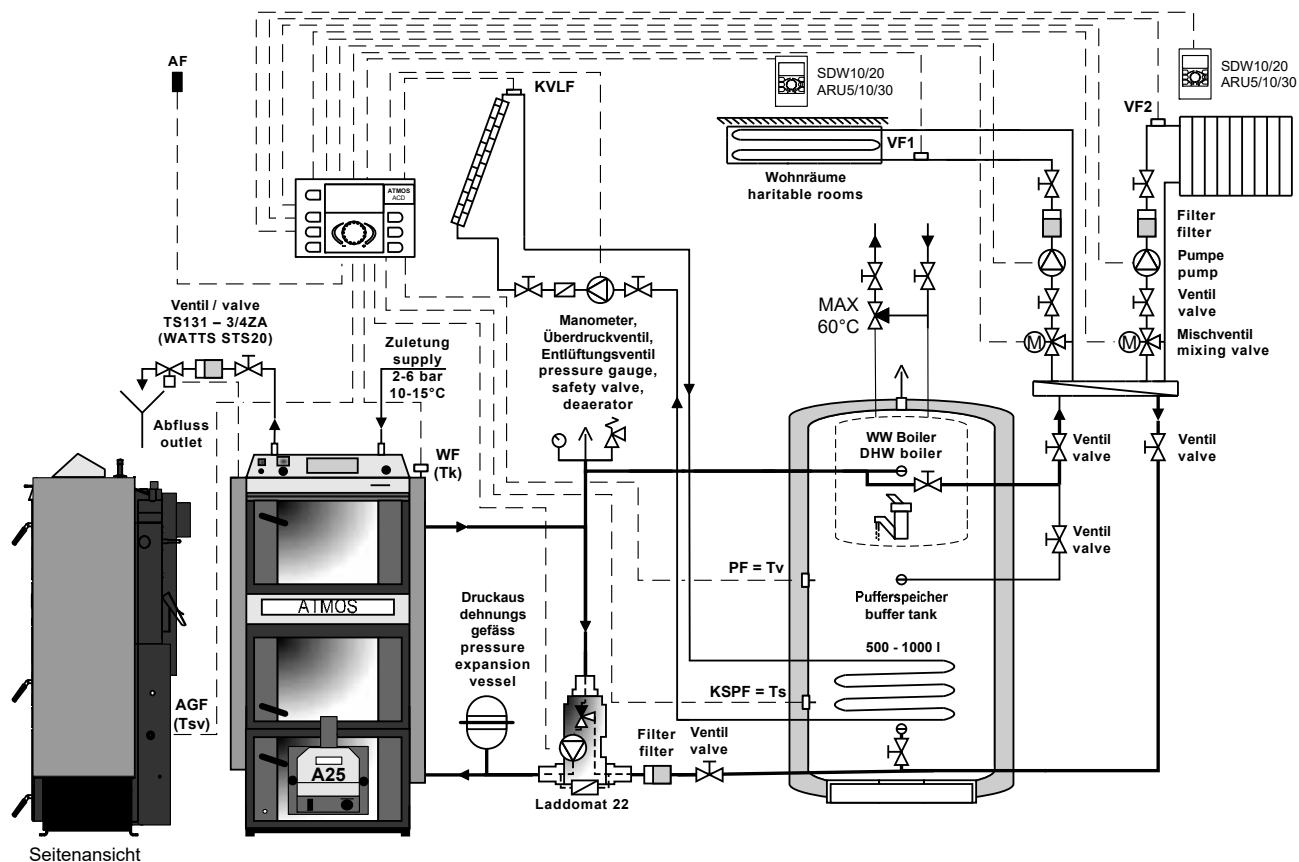 AF
KVLF
SDW10/20
ARU5/10/30
SDW10/20
ARU5/10/30
VF2
VF1
Wohnräume
haritable rooms
ATMOS
ACD
Filter
filter
Pumpe
pump
Ventil
valve
Mischventil
mixing valve
M
M
MAX
60°C
Ventil / valve
TS131 – 3/4ZA
(WATTS STS20)
Zuletung
supply
2-6 bar
10-15°C
Manometer,
Überdruckventil,
Entlüftungsventil
pressure gauge,
safety valve,
deaerator
Abfluss
outlet
WF
(Tk)
WW Boiler
DHW boiler
Ventil
valve
Ventil
valve
Ventil
valve
PF = Tv
Pufferspeicher
buffer tank
500 - 1000 l
ATMOS
Druckaus
dehnungs
gefäss
pressure
expansion
vessel
KSPF = Ts
AGF
(Tsv)
A25
Filter
filter
Ventil
valve
Laddomat 22
Seitenansicht